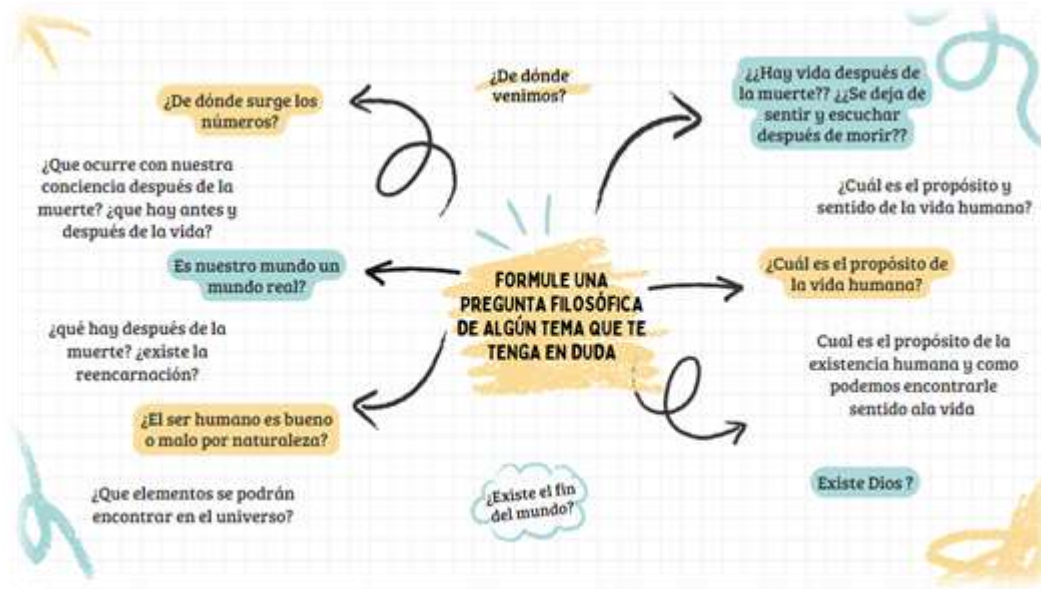 ¿De dónde
venimos?
¿De dónde surge los
números?
¿Que ocurre con nuestra
conciencia después de la
muerte? ¿que hay antes y
después de la vida?
Es nuestro mundo un
mundo real?
¿qué hay después de la
muerte? ¿existe la
reencarnación?
¿El ser humano es bueno
o malo por naturaleza?
¿Que elementos se podrán
encontrar en el universo?
FORMULE UNA
PREGUNTA FILOSÓFICA
DE ALGÚN TEMA QUE TE
TENGA EN DUDA
¿Existe el fin
del mundo?
¿¿Hay vida después de
la muerte?? ¿¿Se deja de
sentir y escuchar
después de morir??
¿Cuál es el propósito y
sentido de la vida humana?
¿Cuál es el propósito de
la vida humana?
Cual es el propósito de la
existencia humana y como
podemos encontrarle
sentido ala vida
Existe Dios ?